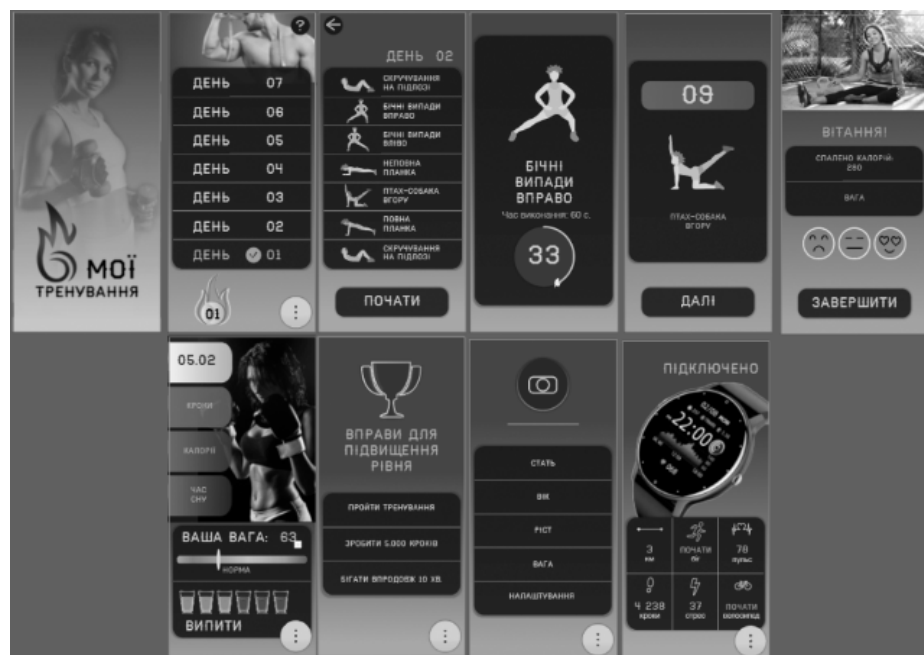 МОЇ
ТРЕНУВАННЯ
?
ДЕНЬ 07
ДЕНЬ 06
ДЕНЬ 05
ДЕНЬ 04
ДЕНЬ 03
ДЕНЬ 02
ДЕНЬ 01
01
ДЕНЬ 02
СКРУЧУВАННЯ
НА ПІДЛОЗІ
БІЧНІ ВИПАДИ
ВПРАВО
БІЧНІ ВИПАДИ
ВЛІВО
НЕПОВНА
ПЛАНКА
ПТАХ-СОБАКА
ВГОРУ
ПОВНА
ПЛАНКА
СКРУЧУВАННЯ
НА ПІДЛОЗІ
ПОЧАТИ
БІЧНІ
ВИПАДИ
ВПРАВО
Час виконання: 60 с.
33
09
ПТАХ-СОБАКА
ВГОРУ
ДАЛІ
ВІТАННЯ!
СПАЛЕНО КАЛОРІЙ:
280
ВАГА
ЗАВЕРШИТИ
05.02
КРОКИ
КАЛОРІЇ
ЧАС
СНУ
ВАША ВАГА: 63
НОРМА
ВИПИТИ
ВПРАВИ ДЛЯ
ПІДВИЩЕННЯ
РІВНЯ
ПРОЙТИ ТРЕНУВАННЯ
ЗРОБИТИ 5.000 КРОКІВ
БІГАТИ ВПРОДОВЖ 10 ХВ.
СТАТЬ
ВІК
РІСТ
ВАГА
НАЛАШТУВАННЯ
ПІДКЛЮЧЕНО
22:00
3
км
ПОЧАТИ
біг
78
пульс
4 238
кроки
37
стрес
ПОЧАТИ
велосипед